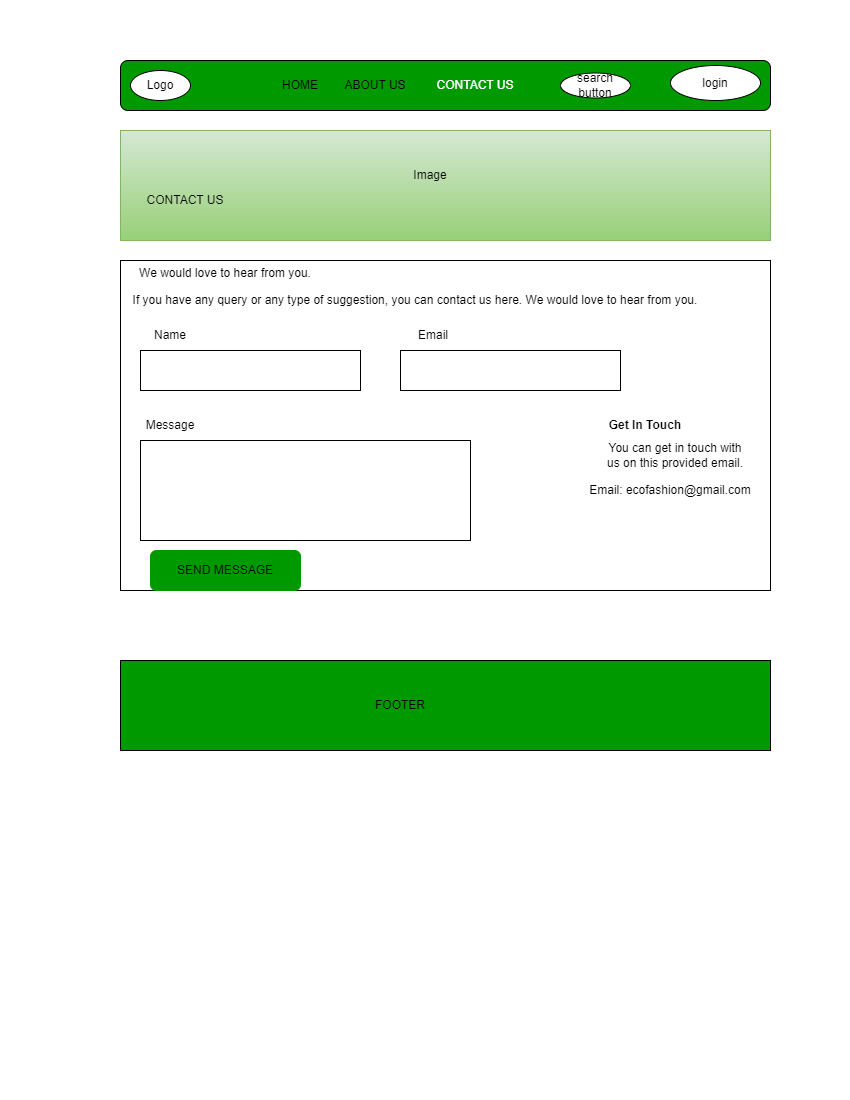 Logo
HOME
ABOUT US
CONTACT US
search
button
login
Image
CONTACT US
We would love to hear from you.
If you have any query or any type of suggestion, you can contact us here. We would love to hear from you.
Name
Email
Message
Get In Touch
You can get in touch with
us on this provided email.
Email: ecofashion@gmail.com
SEND MESSAGE
FOOTER